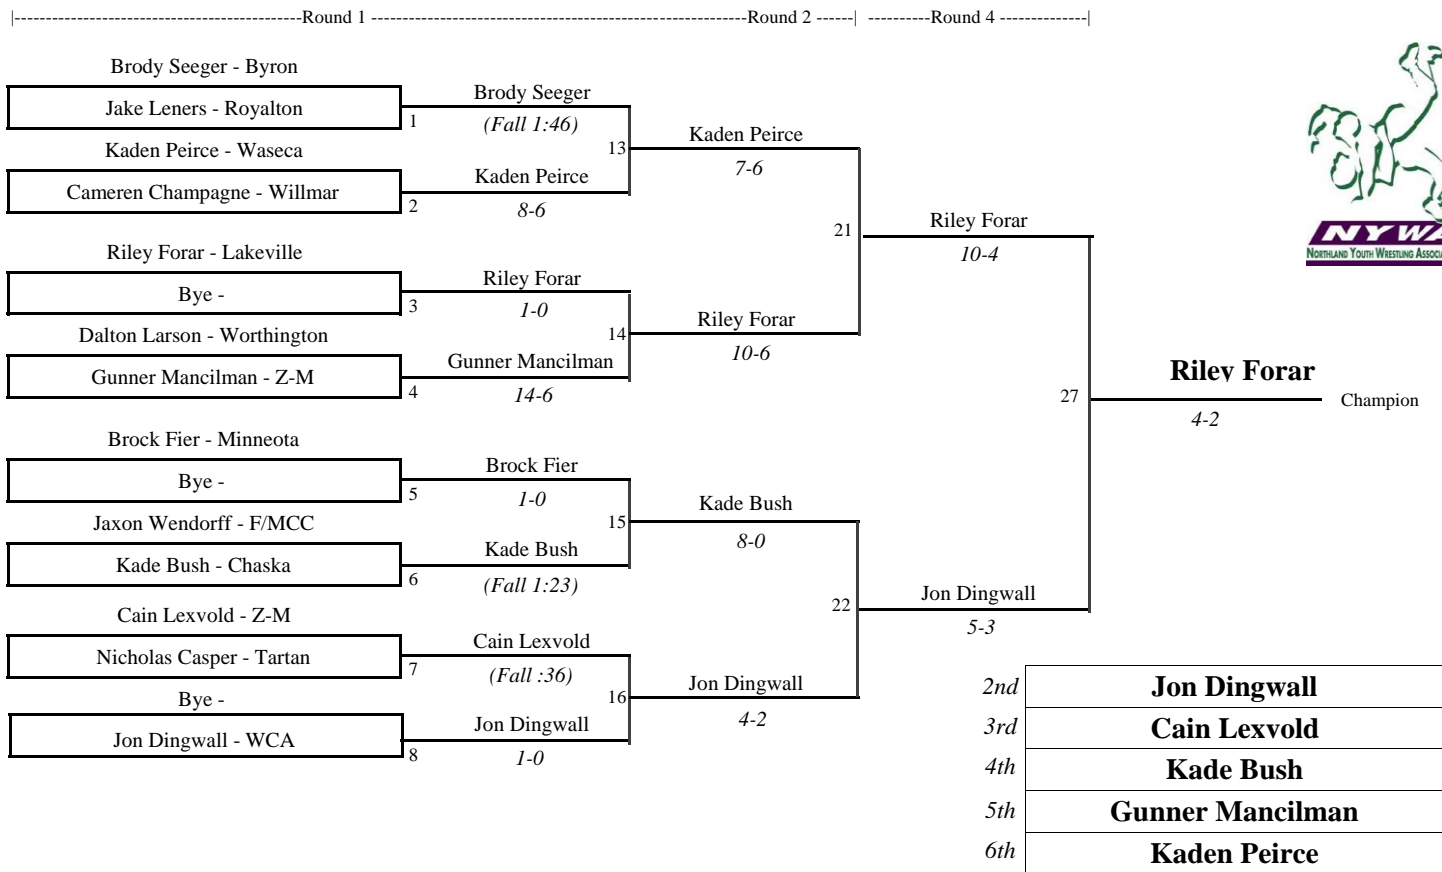 |----------------------------------------Round 1 ----------------------------------------------------Round 2 ------| ----------Round 4 --------------|
Brody Seeger - Byron
Jake Leners - Royalton
1
Brody Seeger
(Fall 1:46)
Kaden Peirce - Waseca
Cameren Champagne - Willmar
2
Kaden Peirce
8-6
13
Kaden Peirce
7-6
Riley Forar - Lakeville
Bye -
3
Riley Forar
1-0
Dalton Larson - Worthington
Gunner Mancilman - Z-M
4
Gunner Mancilman
14-6
14
Riley Forar
10-6
21
Riley Forar
10-4
Brock Fier - Minneota
Bye -
5
Brock Fier
1-0
Jaxon Wendorff - F/MCC
Kade Bush - Chaska
6
Kade Bush
(Fall 1:23)
15
Kade Bush
8-0
Cain Lexvold - Z-M
Nicholas Casper - Tartan
7
Cain Lexvold
(Fall :36)
Bye -
Jon Dingwall - WCA
8
Jon Dingwall
1-0
16
Jon Dingwall
4-2
22
Jon Dingwall
5-3
27
Riley Forar
4-2
Champion
NYWA
NORTHLAND YOUTH WRESTLING ASSOC
2nd Jon Dingwall
3rd Cain Lexvold
4th Kade Bush
5th Gunner Mancilman
6th Kaden Peirce